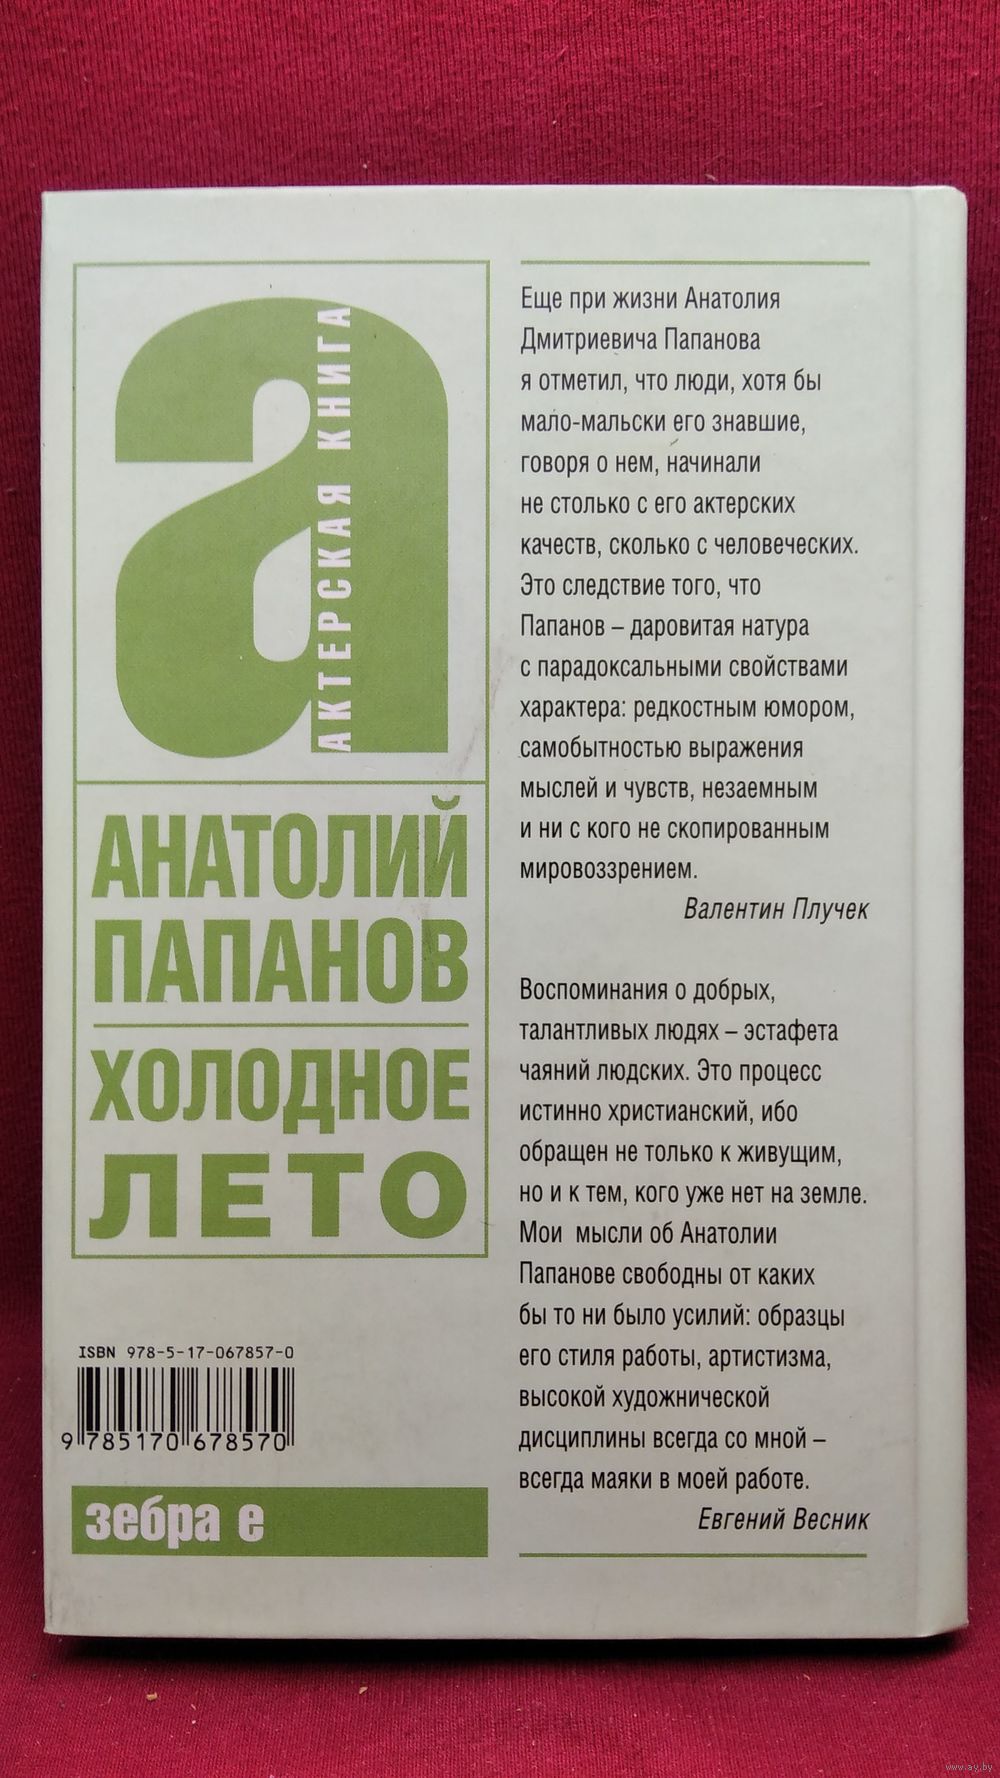 а
АКТЕРСКАЯ КНИГА
АНАТОЛИЙ
ПАПАНОВ
ХОЛОДНОЕ
ЛЕТО
ISBN 978-5-17-067857-0
9 785170 678570
зебра е
Еще при жизни Анатолия
Дмитриевича Папанова
я отметил, что люди, хотя бы
мало-мальски его знавшие,
говоря о нем, начинали
не столько с его актерских
качеств, сколько с человеческих.
Это следствие того, что
Папанов – даровитая натура
с парадоксальными свойствами
характера: редкостным юмором,
самобытностью выражения
мыслей и чувств, незаемным
и ни с кого не скопированным
мировоззрением.
Валентин Плучек
Воспоминания о добрых,
талантливых людях – эстафета
чаяний людских. Это процесс
истинно христианский, ибо
обращен не только к живущим,
но и к тем, кого уже нет на земле.
Мои мысли об Анатолии
Папанове свободны от каких
бы то ни было усилий: образцы
его стиля работы, артистизма,
высокой художнической
дисциплины всегда со мной –
всегда маяки в моей работе.
Евгений Весник
www.ay.by